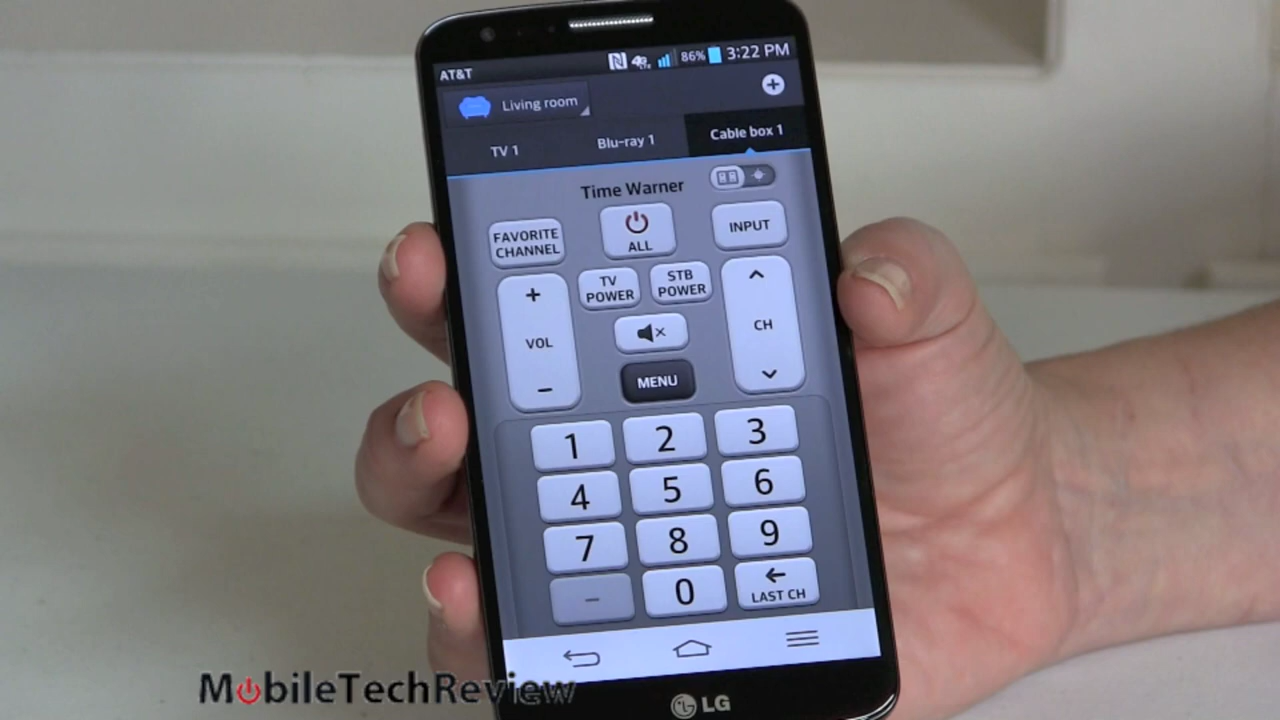 AT&T
4G LTE 86% 3:22 PM
Living room
TV 1 Blu-ray 1 Cable box 1
Time Warner
FAVORITE CHANNEL
ALL
INPUT
TV POWER
STB POWER
+
VOL
–
CH
MENU
1 2 3
4 5 6
7 8 9
– 0 LAST CH
LG
MobileTechReview